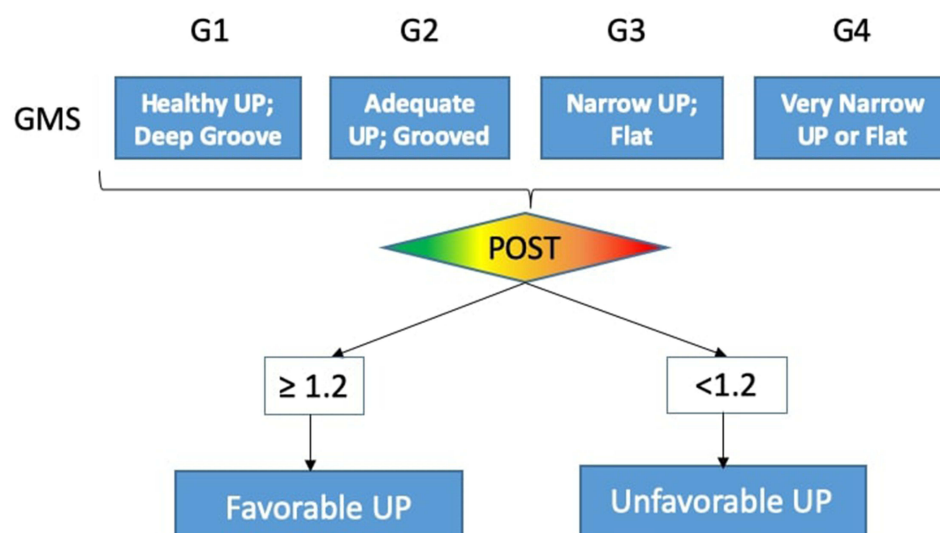 G1 G2 G3 G4
GMS
Healthy UP;
Deep Groove
Adequate
UP; Grooved
Narrow UP;
Flat
Very Narrow
UP or Flat
POST
≥ 1.2
<1.2
Favorable UP
Unfavorable UP